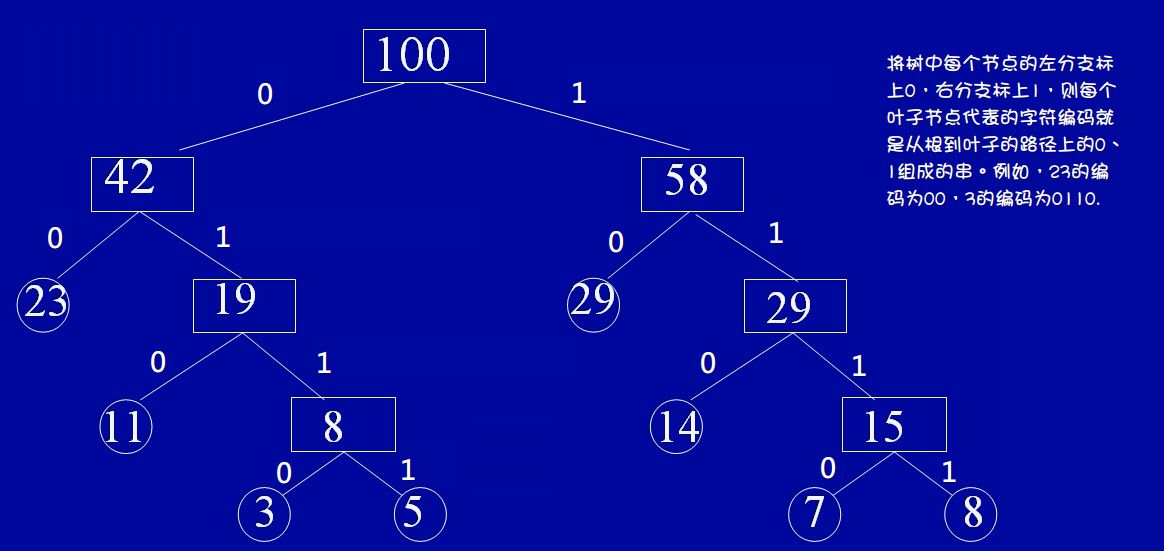 100
将树中每个节点的左分支标
上0，右分支标上1，则每个
叶子节点代表的字符编码就
是从根到叶子的路径上的0、
1组成的串。例如，23的编
码为00，3的编码为0110.
0 1
42 58
0 1 0 1
23 19 29 29
0 1 0 1
11 8 14 15
0 1 0 1
3 5 7 8